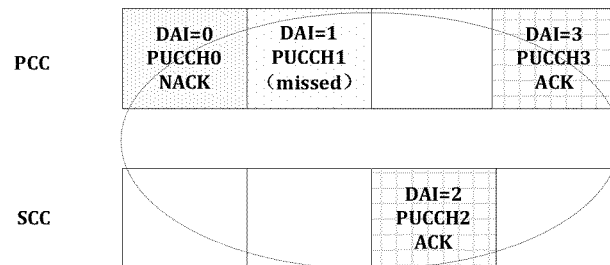 PCC
DAI=0
PUCCH0
NACK
DAI=1
PUCCH1
(missed)
DAI=3
PUCCH3
ACK
SCC
DAI=2
PUCCH2
ACK